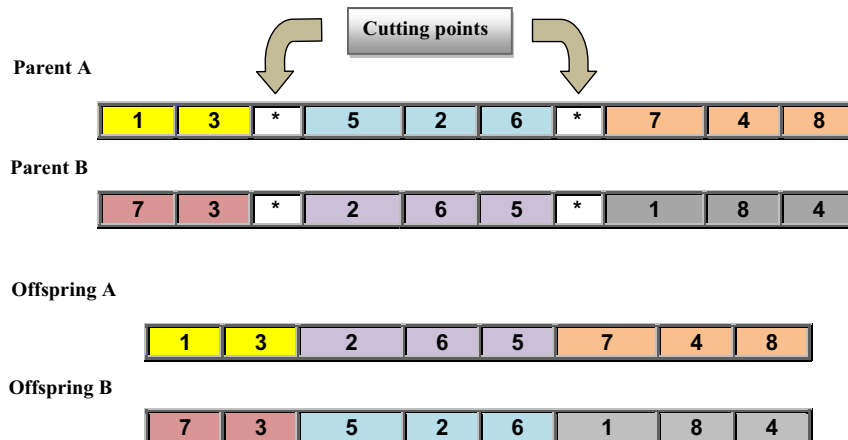 Cutting points
Parent A
1 3 * 5 2 6 * 7 4 8
Parent B
7 3 * 2 6 5 * 1 8 4
Offspring A
1 3 2 6 5 7 4 8
Offspring B
7 3 5 2 6 1 8 4